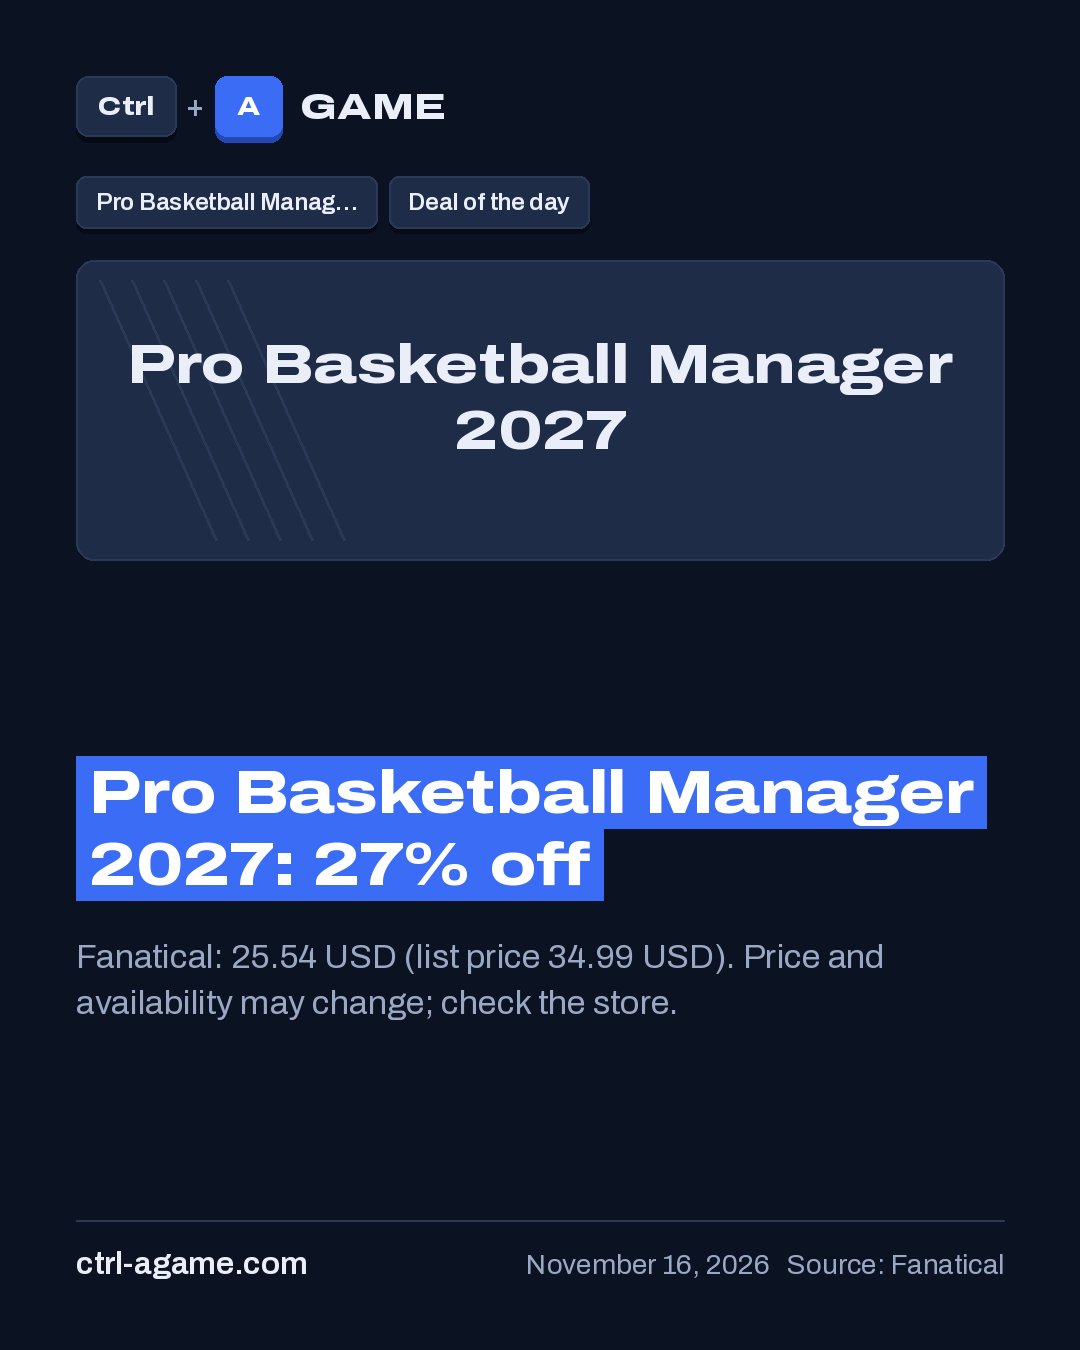 Ctrl + A GAME
Pro Basketball Manag... Deal of the day
Pro Basketball Manager
2027
Pro Basketball Manager
2027: 27% off
Fanatical: 25.54 USD (list price 34.99 USD). Price and
availability may change; check the store.
ctrl-agame.com November 16, 2026 Source: Fanatical